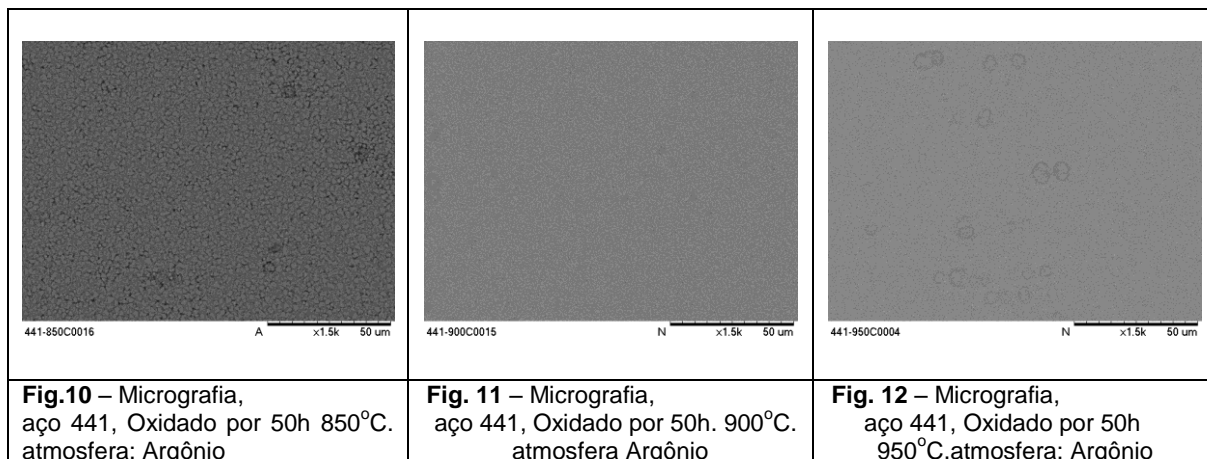 441-850C0016 A x1.5k 50 um
441-900C0015 N x1.5k 50 um
441-950C0004 N x1.5k 50 um
Fig.10 – Micrografia,
aço 441, Oxidado por 50h 850°C.
atmosfera: Argônio
Fig. 11 – Micrografia,
aço 441, Oxidado por 50h. 900°C.
atmosfera Argônio
Fig. 12 – Micrografia,
aço 441, Oxidado por 50h
950°C.atmosfera: Argônio